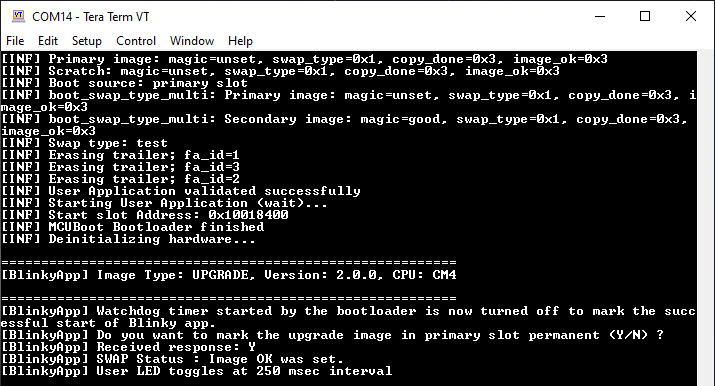 COM14 - Tera Term VT
File Edit Setup Control Window Help
[INF] Primary image: magic=unset, swap_type=0x1, copy_done=0x3, image_ok=0x3
[INF] Scratch: magic=unset, swap_type=0x1, copy_done=0x3, image_ok=0x3
[INF] Boot source: primary slot
[INF] boot_swap_type_multi: Primary image: magic=unset, swap_type=0x1, copy_done=0x3, i
mage_ok=0x3
[INF] boot_swap_type_multi: Secondary image: magic=good, swap_type=0x1, copy_done=0x3,
image_ok=0x3
[INF] Swap type: test
[INF] Erasing trailer; fa_id=1
[INF] Erasing trailer; fa_id=3
[INF] Erasing trailer; fa_id=2
[INF] User Application validated successfully
[INF] Starting User Application (wait)...
[INF] Start slot Address: 0x10018400
[INF] MCUBoot Bootloader finished
[INF] Deinitializing hardware...
=========================================================
[BlinkyApp] Image Type: UPGRADE, Version: 2.0.0, CPU: CM4
=========================================================
[BlinkyApp] Watchdog timer started by the bootloader is now turned off to mark the succ
essful start of Blinky app.
[BlinkyApp] Do you want to mark the upgrade image in primary slot permanent (Y/N) ?
[BlinkyApp] Received response: Y
[BlinkyApp] SWAP Status : Image OK was set.
[BlinkyApp] User LED toggles at 250 msec interval